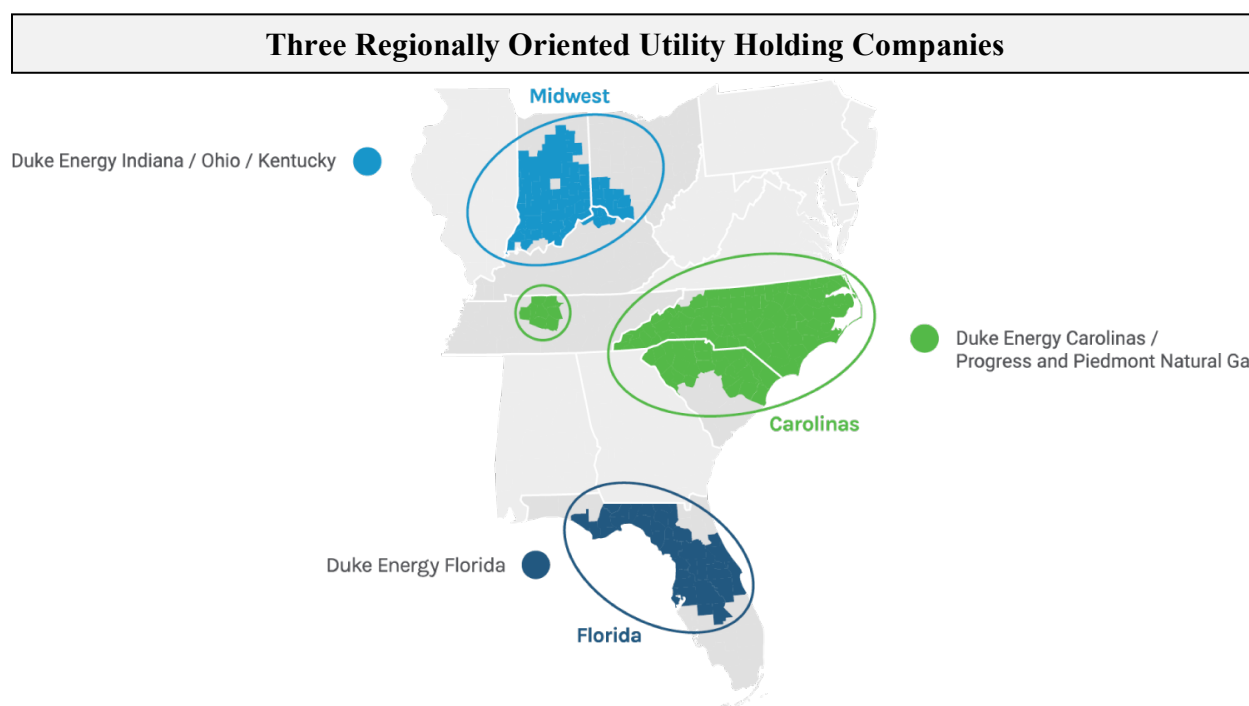 Three Regionally Oriented Utility Holding Companies
Midwest
Duke Energy Indiana / Ohio / Kentucky
Duke Energy Carolinas /
Progress and Piedmont Natural Ga
Carolinas
Duke Energy Florida
Florida